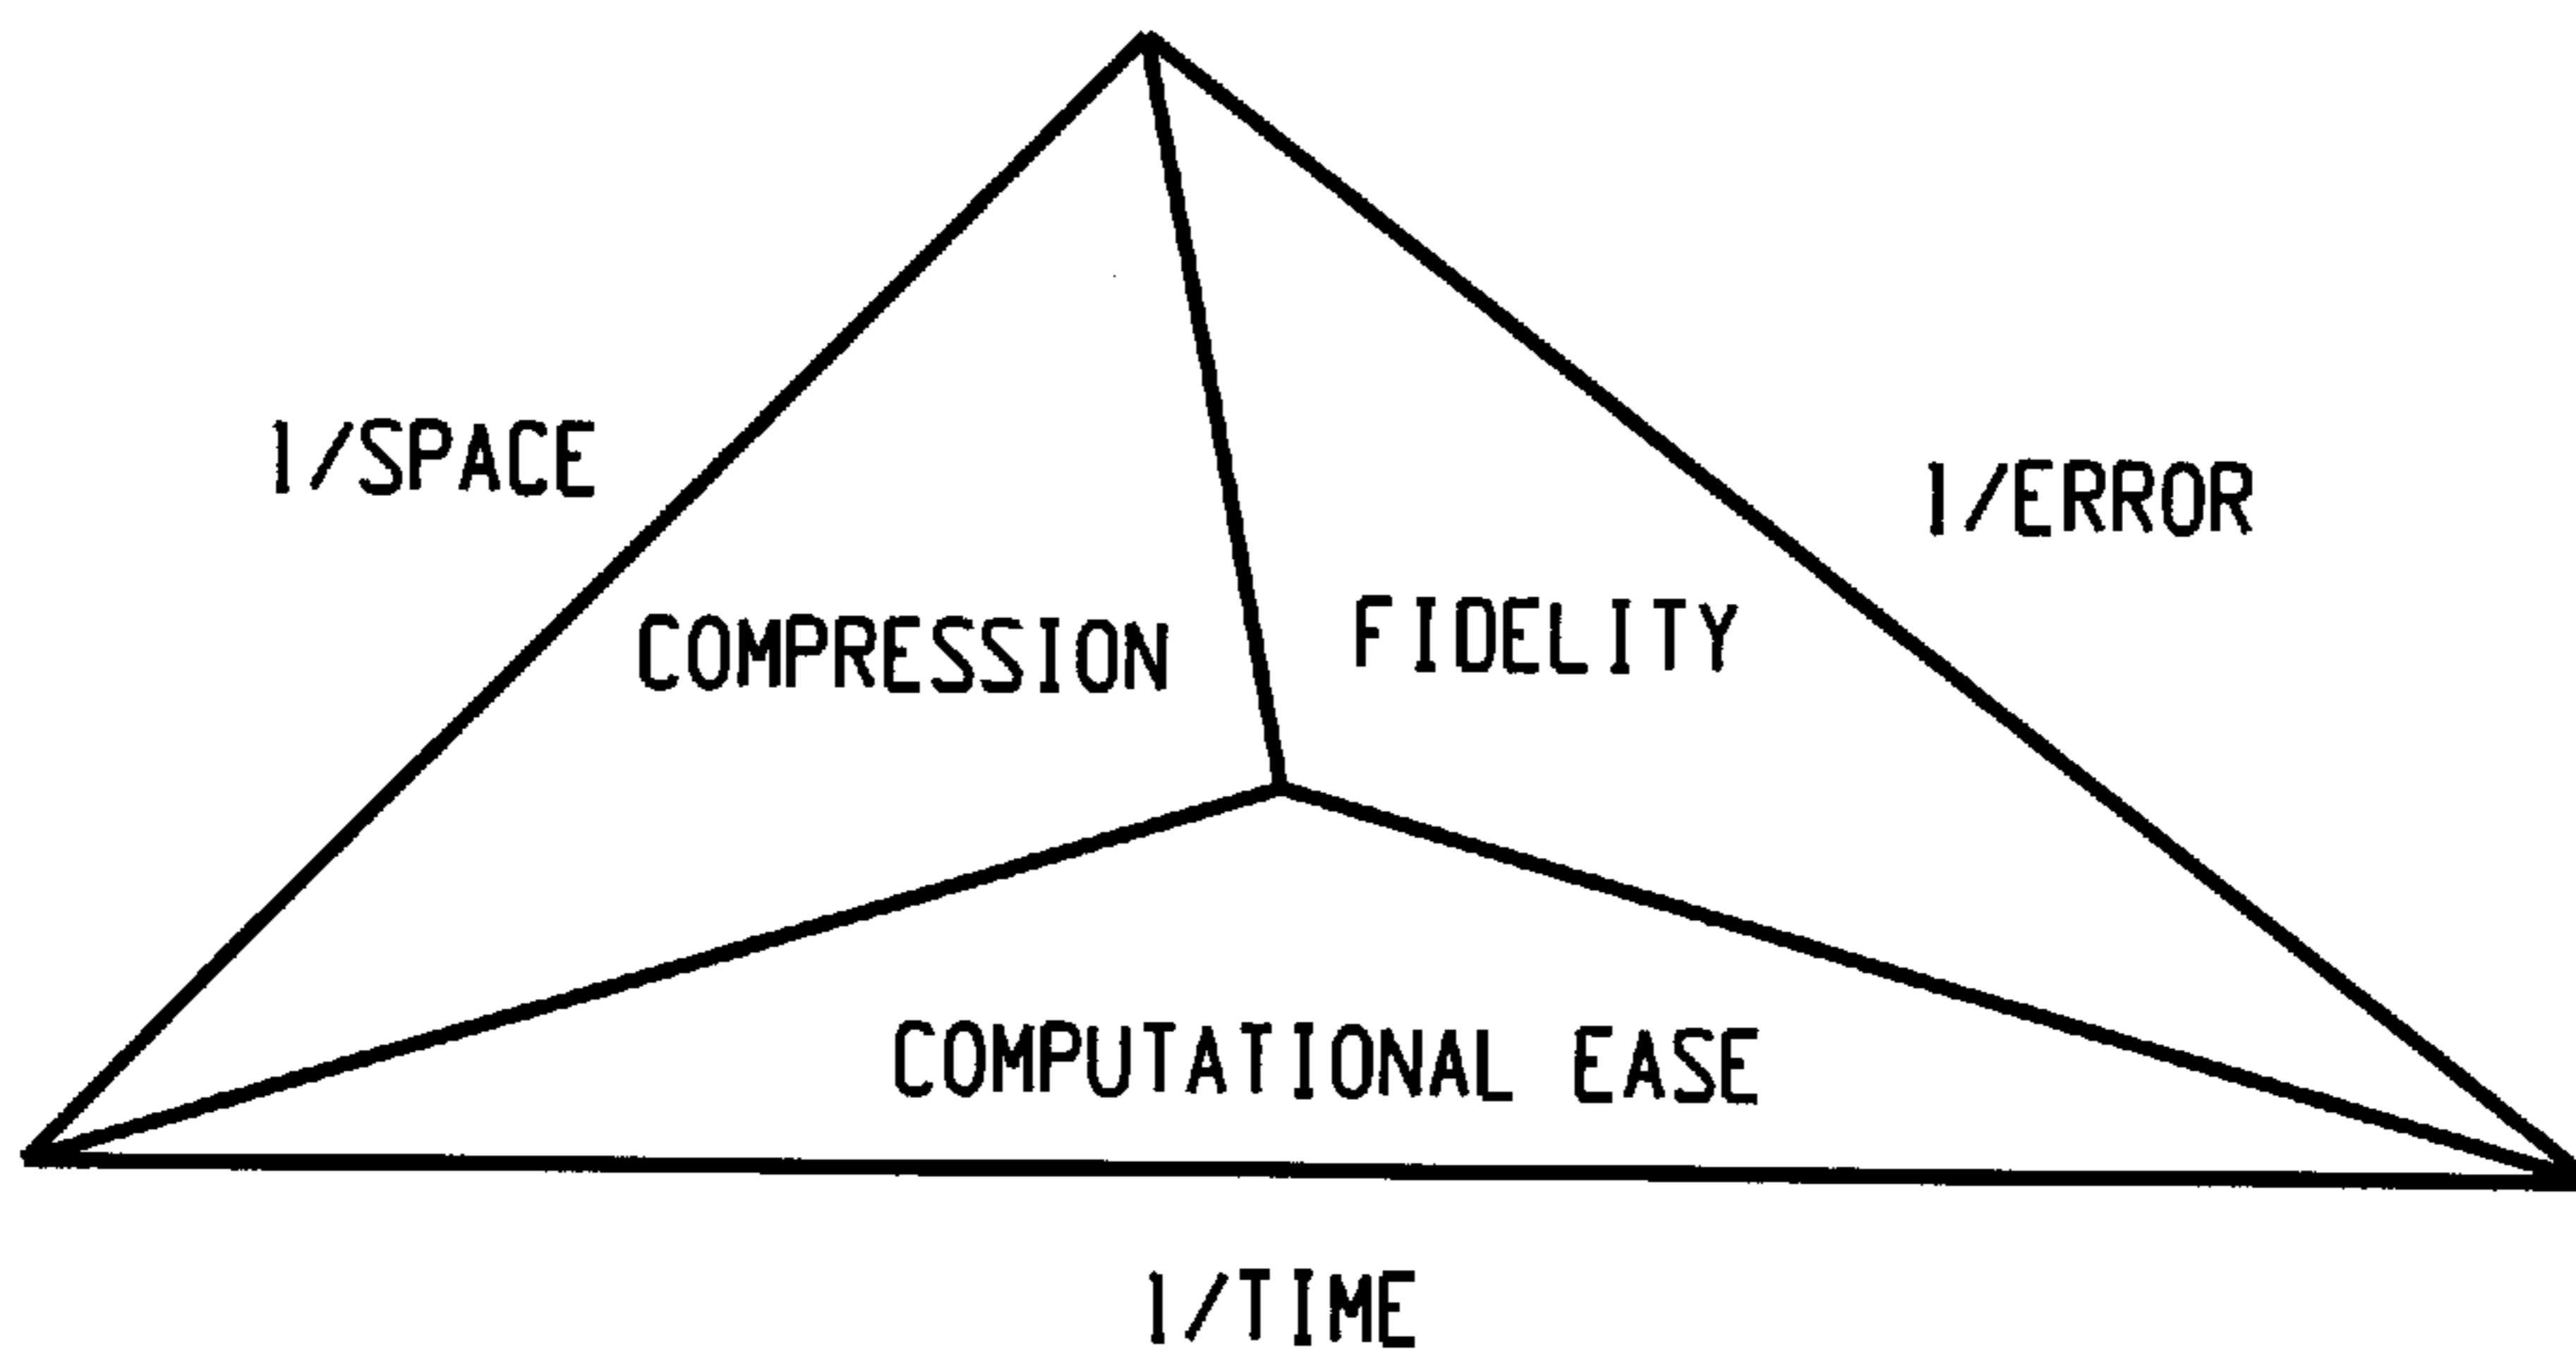 1/SPACE
1/ERROR
COMPRESSION
FIDELITY
COMPUTATIONAL EASE
1/TIME